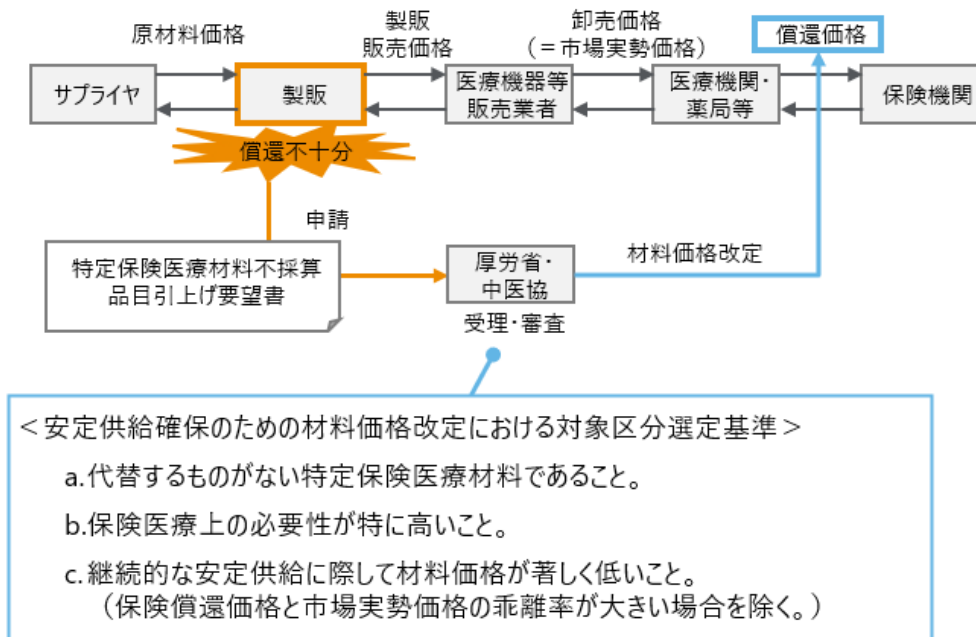 原材料価格
製販
販売価格
卸売価格
(＝市場実勢価格)
償還価格
サプライヤ
製販
医療機器等
販売業者
医療機関・
薬局等
保険機関
償還不十分
申請
特定保険医療材料不採算
品目引上げ要望書
厚労省・
中医協
材料価格改定
受理・審査
＜安定供給確保のための材料価格改定における対象区分選定基準＞
a.代替するものがない特定保険医療材料であること。
b.保険医療上の必要性が特に高いこと。
c.継続的な安定供給に際して材料価格が著しく低いこと。
（保険償還価格と市場実勢価格の乖離率が大きい場合を除く。）